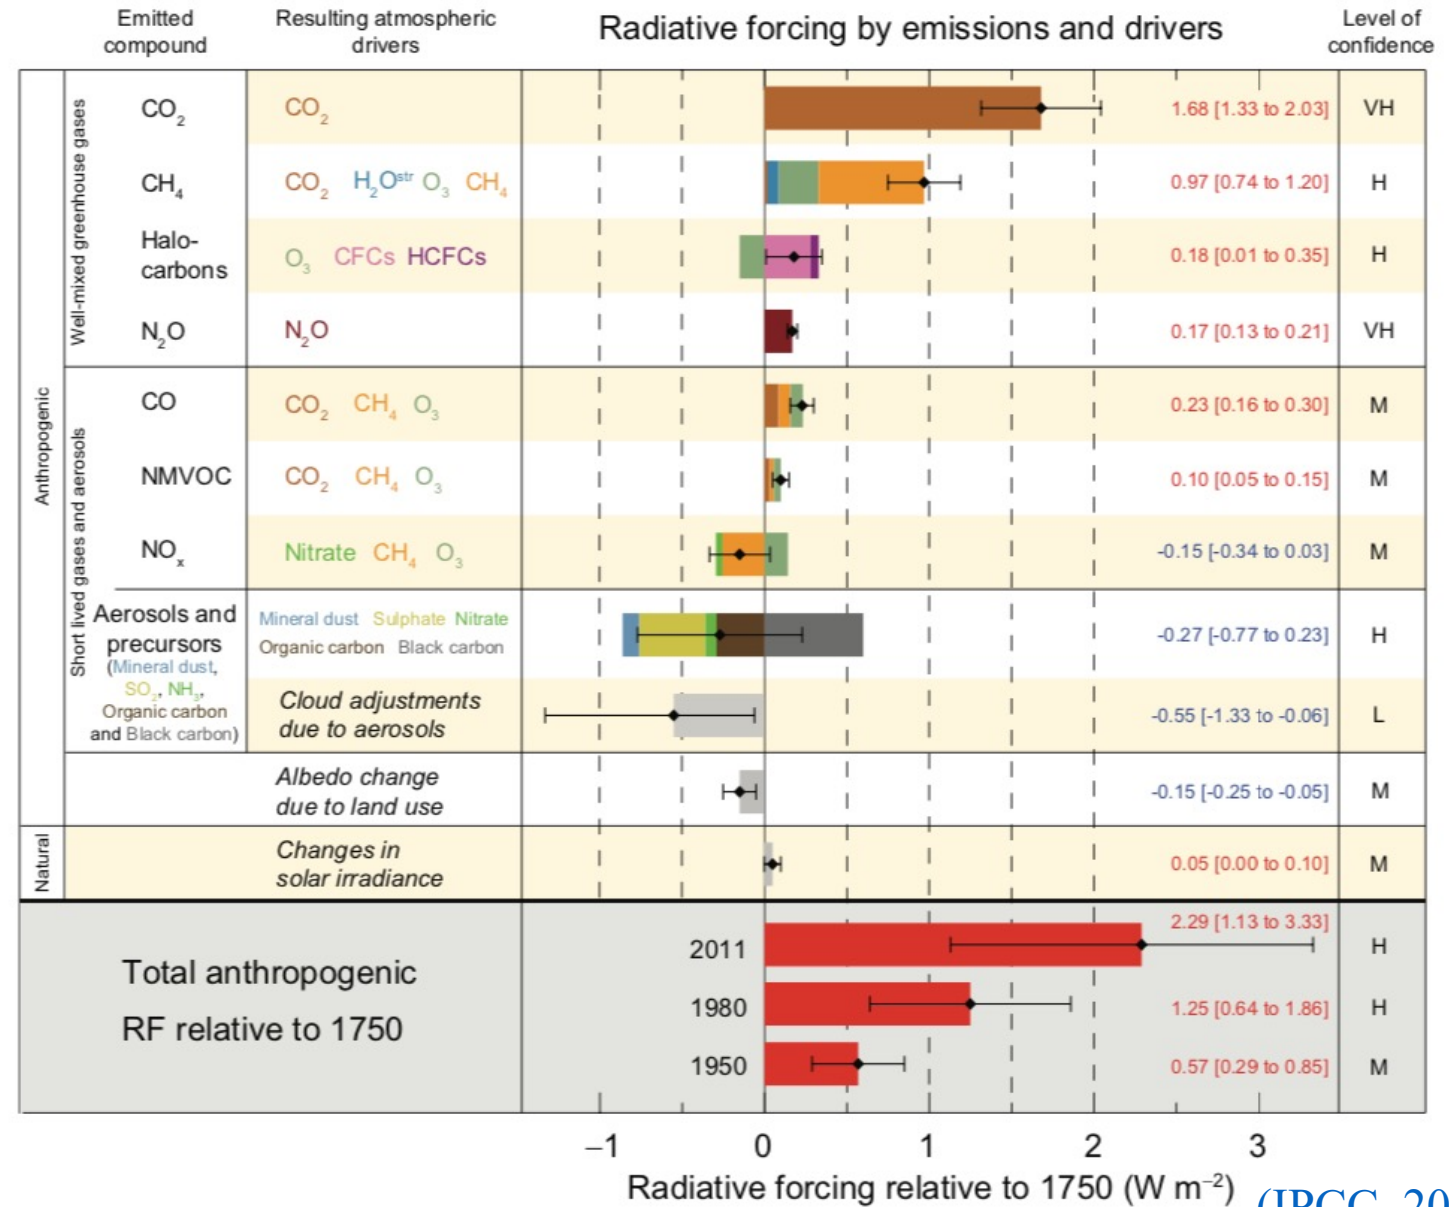 Emitted compound
Resulting atmospheric drivers
Radiative forcing by emissions and drivers
Level of confidence
Anthropogenic
Well-mixed greenhouse gases
CO₂
CO₂
1.68 [1.33 to 2.03]
VH
CH₄
CO₂ H₂Oˢᵗʳ O₃ CH₄
0.97 [0.74 to 1.20]
H
Halo-
carbons
O₃ CFCs HCFCs
0.18 [0.01 to 0.35]
H
N₂O
N₂O
0.17 [0.13 to 0.21]
VH
Short lived gases and aerosols
CO
CO₂ CH₄ O₃
0.23 [0.16 to 0.30]
M
NMVOC
CO₂ CH₄ O₃
0.10 [0.05 to 0.15]
M
NOₓ
Nitrate CH₄ O₃
-0.15 [-0.34 to 0.03]
M
Aerosols and
precursors
(Mineral dust,
SO₂, NH₃,
Organic carbon
and Black carbon)
Mineral dust Sulphate Nitrate
Organic carbon Black carbon
-0.27 [-0.77 to 0.23]
H
Cloud adjustments
due to aerosols
-0.55 [-1.33 to -0.06]
L
Albedo change
due to land use
-0.15 [-0.25 to -0.05]
M
Natural
Changes in
solar irradiance
0.05 [0.00 to 0.10]
M
Total anthropogenic
RF relative to 1750
2011
2.29 [1.13 to 3.33]
H
1980
1.25 [0.64 to 1.86]
H
1950
0.57 [0.29 to 0.85]
M
−1 0 1 2 3
Radiative forcing relative to 1750 (W m⁻²)
(IPCC, 20